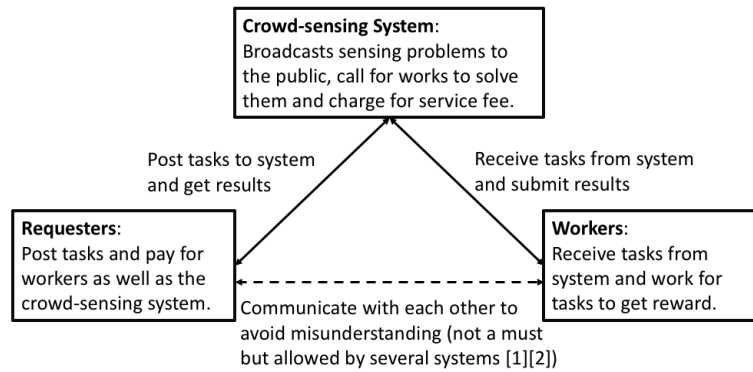 Crowd-sensing System:
Broadcasts sensing problems to
the public, call for works to solve
them and charge for service fee.
Post tasks to system
and get results
Receive tasks from system
and submit results
Requesters:
Post tasks and pay for
workers as well as the
crowd-sensing system.
Workers:
Receive tasks from
system and work for
tasks to get reward.
Communicate with each other to
avoid misunderstanding (not a must
but allowed by several systems [1][2])